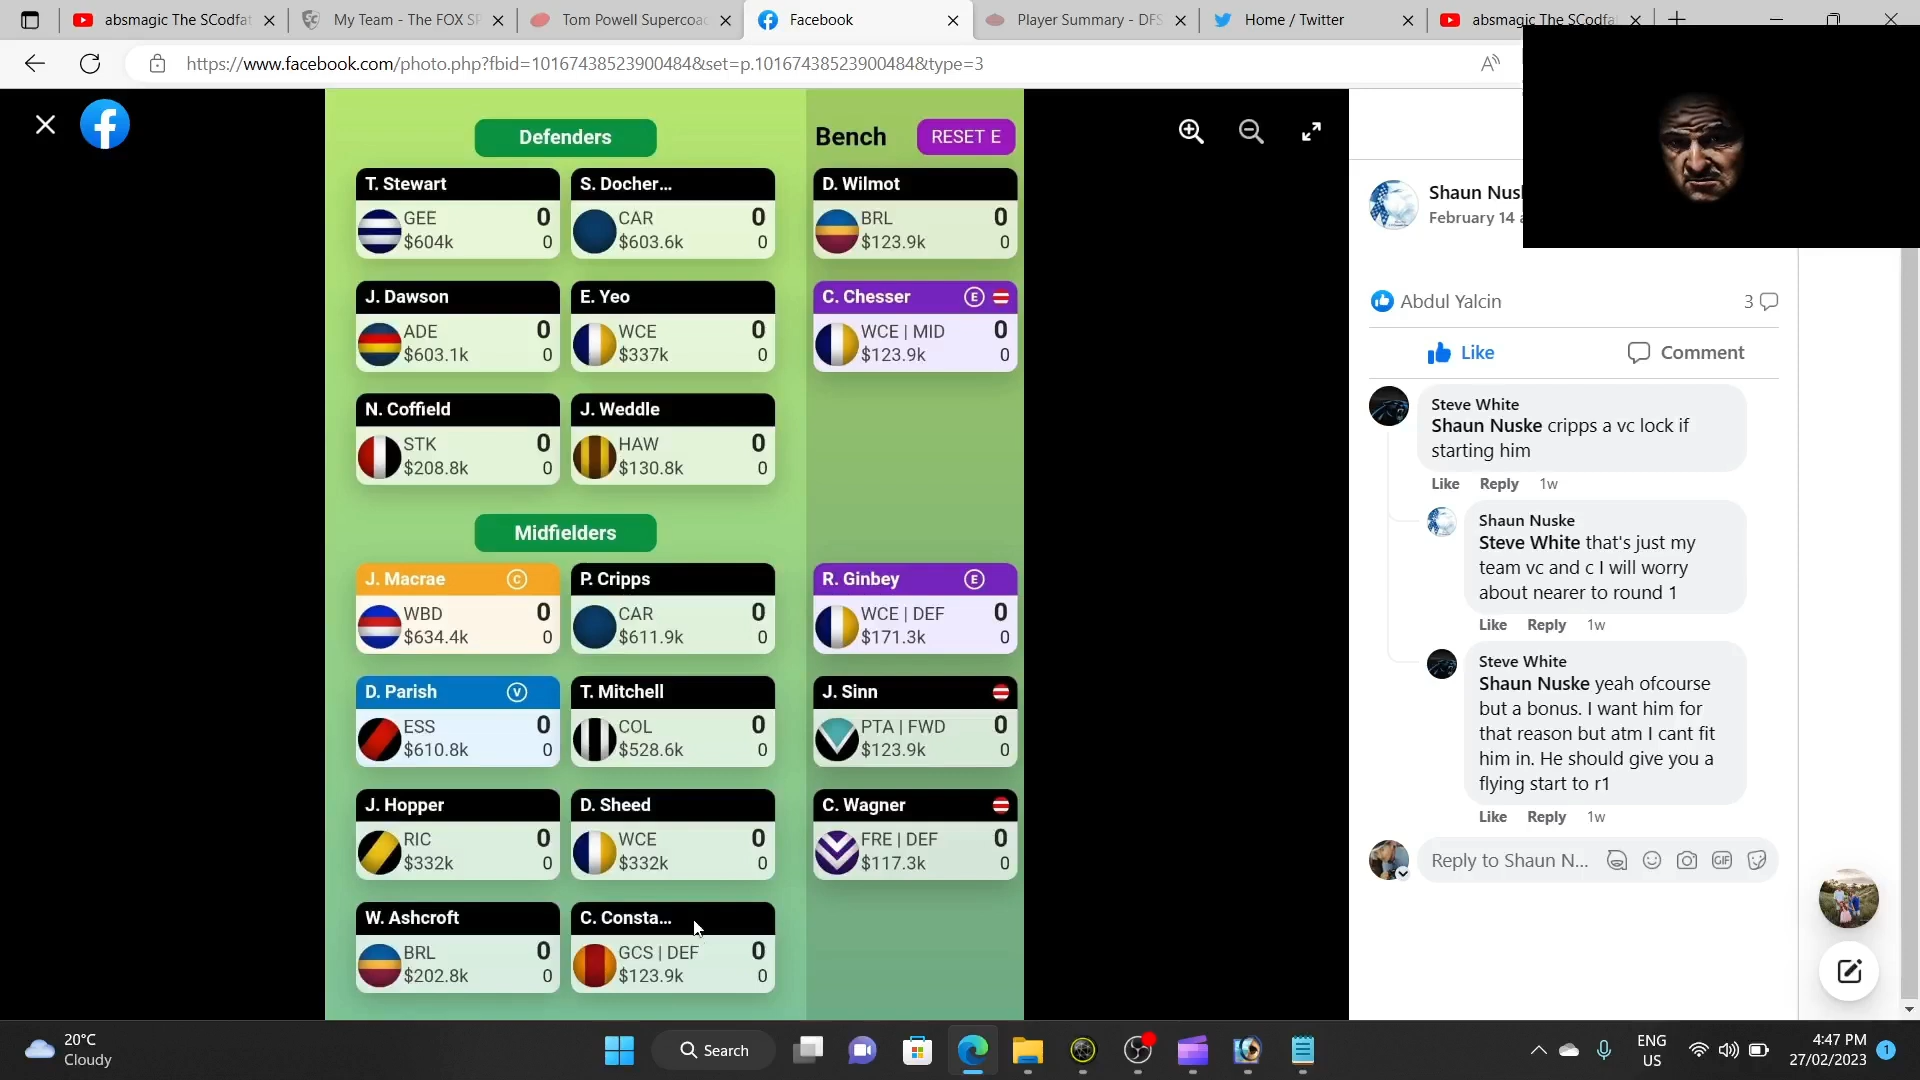 absmagic The SCodfa
My Team - The FOX SP
Tom Powell Supercoac
Facebook
Player Summary - DFS
Home / Twitter
absmagic The SCodfa
https://www.facebook.com/photo.php?fbid=10167438523900484&set=p.10167438523900484&type=3
Defenders
Bench
RESET E
T. Stewart
GEE
0
$604k
0
S. Docher...
CAR
0
$603.6k
0
D. Wilmot
BRL
0
$123.9k
0
J. Dawson
ADE
0
$603.1k
0
E. Yeo
WCE
0
$337k
0
C. Chesser
E
WCE | MID
0
$123.9k
0
N. Coffield
STK
0
$208.8k
0
J. Weddle
HAW
0
$130.8k
0
Midfielders
J. Macrae
C
WBD
0
$634.4k
0
P. Cripps
CAR
0
$611.9k
0
R. Ginbey
E
WCE | DEF
0
$171.3k
0
D. Parish
V
ESS
0
$610.8k
0
T. Mitchell
COL
0
$528.6k
0
J. Sinn
PTA | FWD
0
$123.9k
0
J. Hopper
RIC
0
$332k
0
D. Sheed
WCE
0
$332k
0
C. Wagner
FRE | DEF
0
$117.3k
0
W. Ashcroft
BRL
0
$202.8k
0
C. Consta...
GCS | DEF
0
$123.9k
0
Shaun Nusk
February 14 a
Abdul Yalcin
3
Like
Comment
Steve White
Shaun Nuske cripps a vc lock if
starting him
Like Reply 1w
Shaun Nuske
Steve White that's just my
team vc and c I will worry
about nearer to round 1
Like Reply 1w
Steve White
Shaun Nuske yeah ofcourse
but a bonus. I want him for
that reason but atm I cant fit
him in. He should give you a
flying start to r1
Like Reply 1w
Reply to Shaun N...
GIF
20°C
Cloudy
Search
ENG
US
4:47 PM
27/02/2023
1